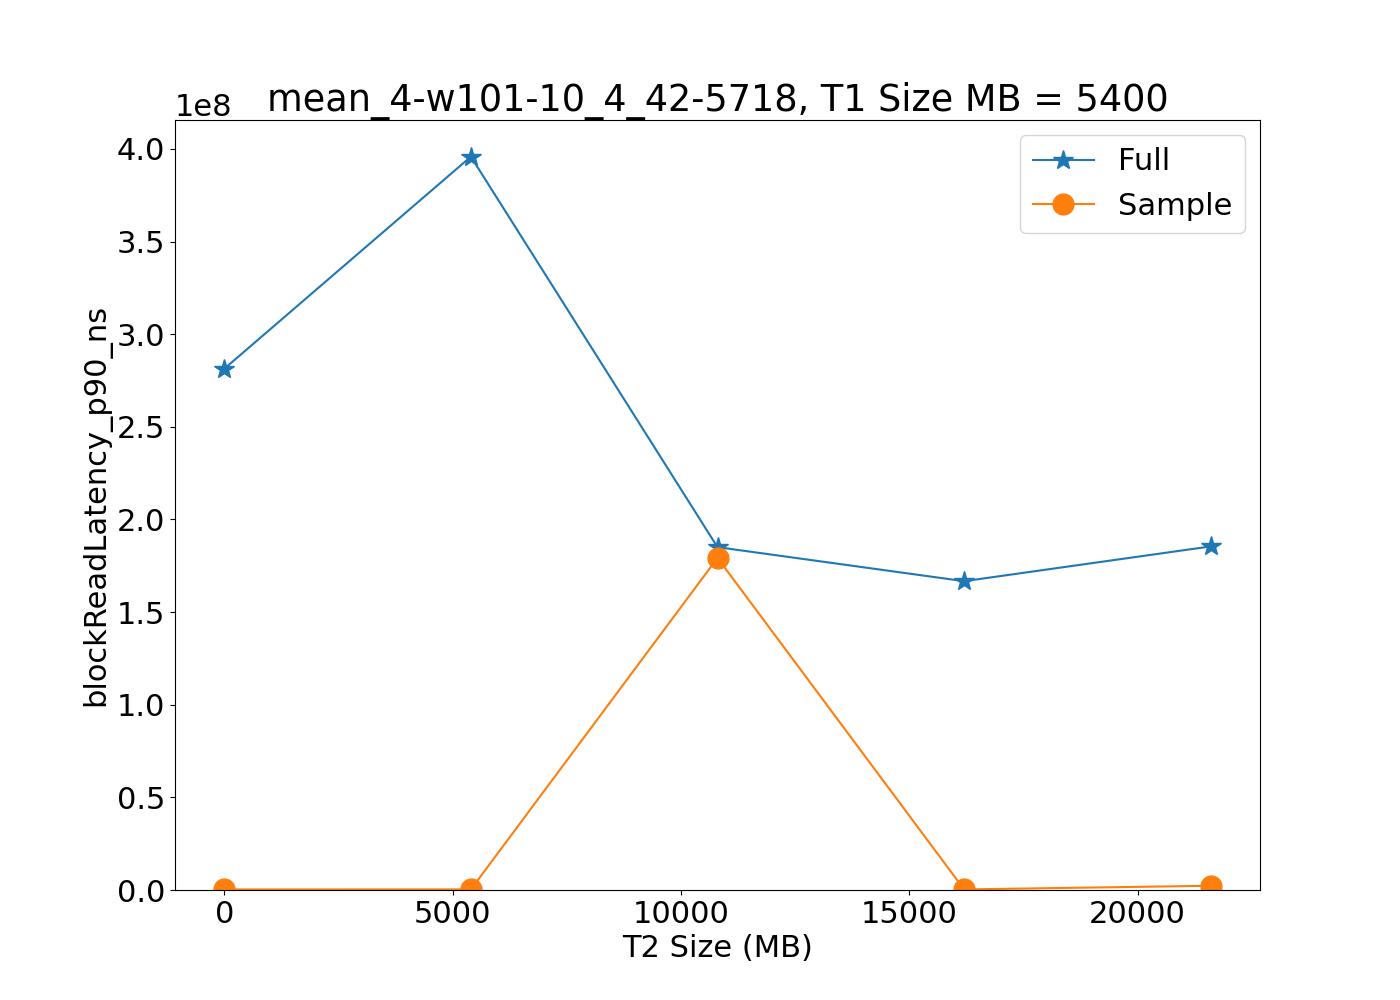 1e8
mean_4-w101-10_4_42-5718, T1 Size MB = 5400
Full
Sample
4.0
3.5
3.0
2.5
2.0
1.5
1.0
0.5
0.0
blockReadLatency_p90_ns
0 5000 10000 15000 20000
T2 Size (MB)